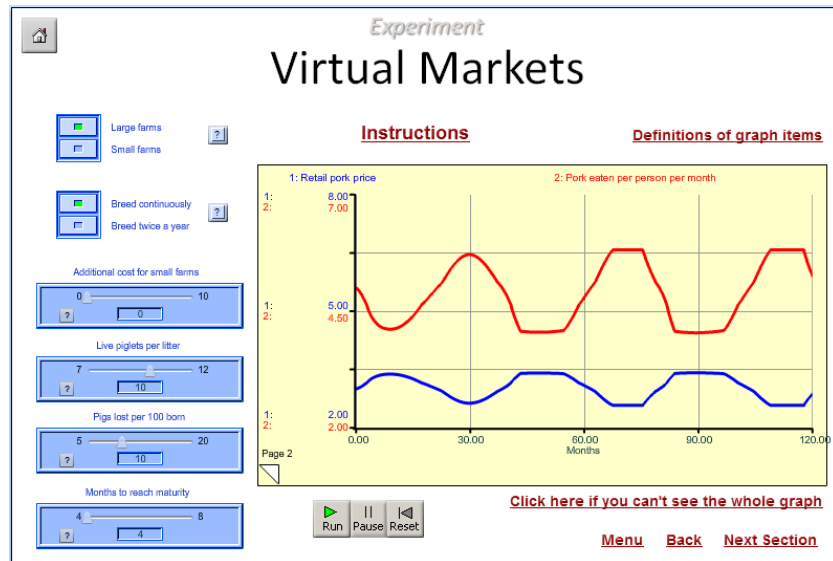 Experiment
Virtual Markets
Large farms
Small farms
?
Breed continuously
Breed twice a year
?
Additional cost for small farms
0 10
? 0
Live piglets per litter
7 12
? 10
Pigs lost per 100 born
5 20
? 10
Months to reach maturity
4 8
? 4
Instructions
Definitions of graph items
1: Retail pork price 2: Pork eaten per person per month
1: 8.00
2: 7.00
1: 5.00
2: 4.50
1: 2.00
2: 2.00
0.00 30.00 60.00 90.00 120.00
Months
Page 2
Run Pause Reset
Click here if you can't see the whole graph
Menu Back Next Section